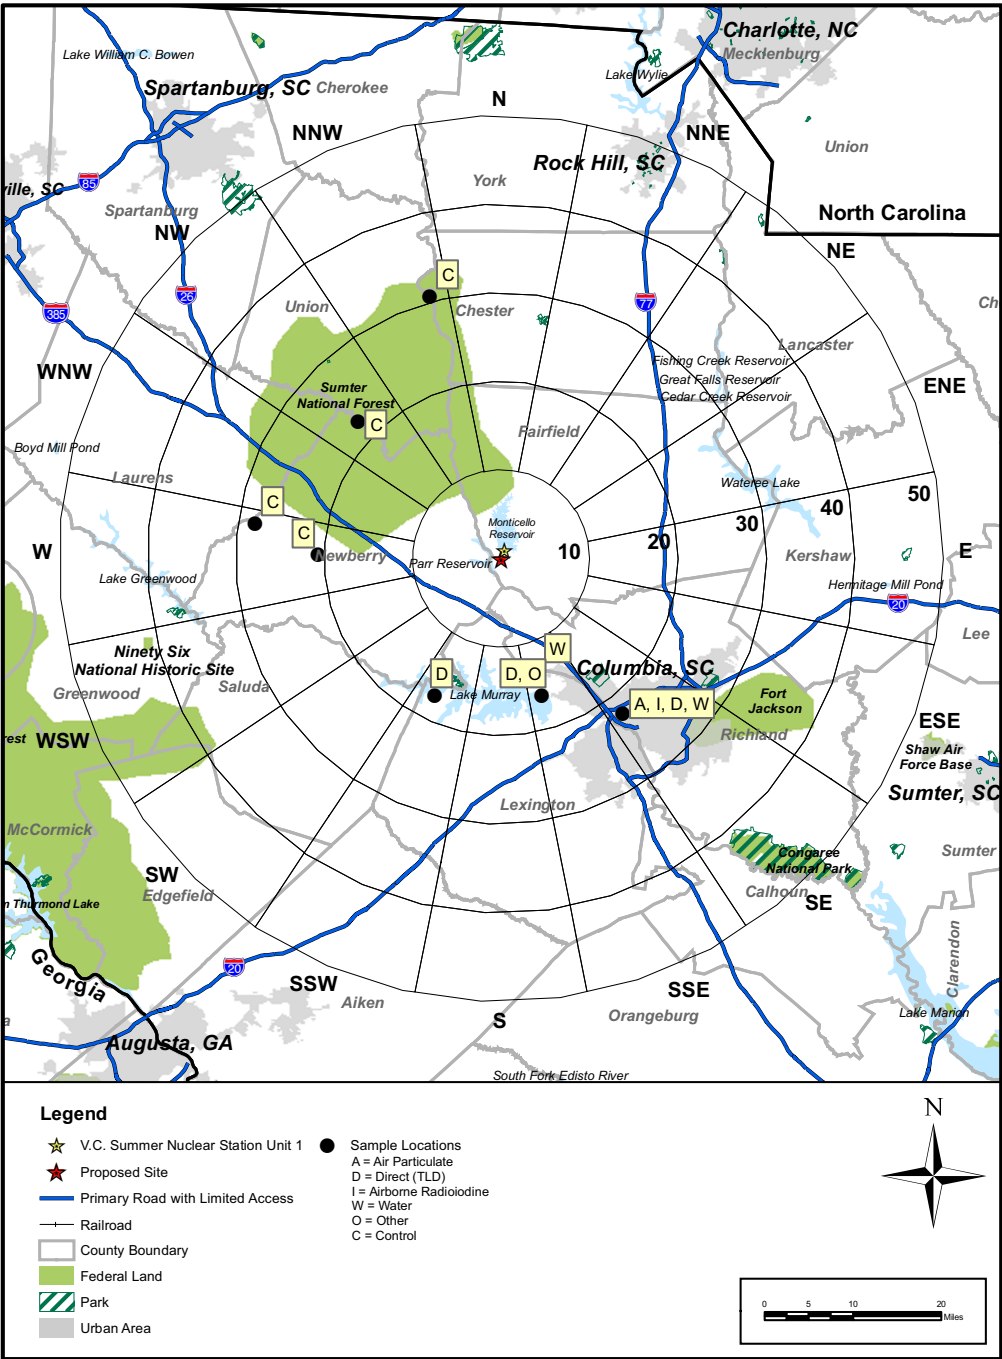 Charlotte, NC
Mecklenburg
Lake William C. Bowen
Lake Wylie
Spartanburg, SC
Cherokee
N
NNW
NNE
Union
Rock Hill, SC
York
85
ville, SC
Spartanburg
North Carolina
NW
NE
C
26
77
385
Union
Chester
Ch
Lancaster
Fishing Creek Reservoir
WNW
Great Falls Reservoir
ENE
Sumter
National Forest
Cedar Creek Reservoir
C
Fairfield
Boyd Mill Pond
Laurens
Wateree Lake
50
C
40
30
Monticello
Reservoir
C
20
W
10
E
Newberry
Parr Reservoir
Kershaw
Lake Greenwood
Hermitage Mill Pond
20
Lee
W
Ninety Six
National Historic Site
D
D, O
Columbia, SC
Greenwood
Saluda
Lake Murray
Fort
Jackson
A, I, D, W
ESE
rest
WSW
Richland
Shaw Air
Force Base
Sumter, SC
Lexington
McCormick
Congaree
National Park
Sumter
SW
Edgefield
Calhoun
SE
m Thurmond Lake
Clarendon
Georgia
20
SSW
SSE
Aiken
S
Orangeburg
Lake Marion
a
Augusta, GA
South Fork Edisto River
Legend
V.C. Summer Nuclear Station Unit 1
Proposed Site
Primary Road with Limited Access
Railroad
County Boundary
Federal Land
Park
Urban Area
Sample Locations
A = Air Particulate
D = Direct (TLD)
I = Airborne Radioiodine
W = Water
O = Other
C = Control
N
0 5 10 20
Miles